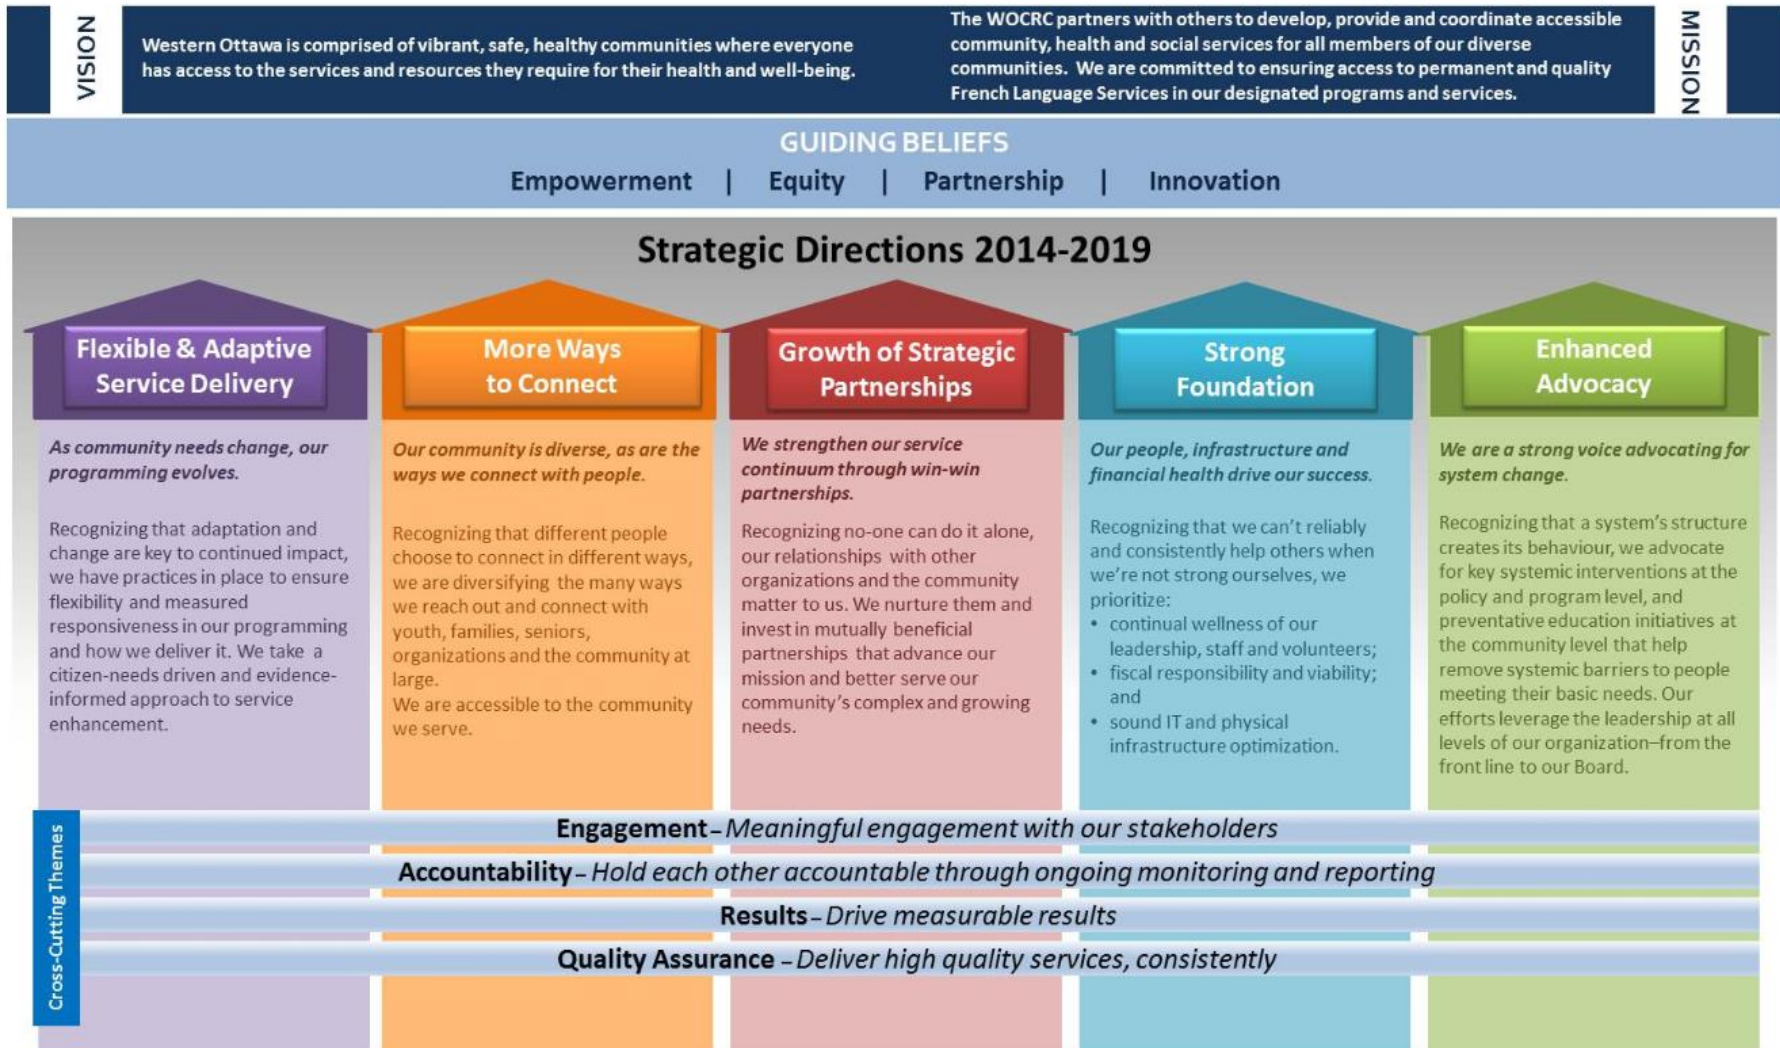 VISION
Western Ottawa is comprised of vibrant, safe, healthy communities where everyone
has access to the services and resources they require for their health and well-being.
The WOCRC partners with others to develop, provide and coordinate accessible
community, health and social services for all members of our diverse
communities. We are committed to ensuring access to permanent and quality
French Language Services in our designated programs and services.
MISSION
GUIDING BELIEFS
Empowerment | Equity | Partnership | Innovation
Strategic Directions 2014-2019
Flexible & Adaptive
Service Delivery
As community needs change, our
programming evolves.
Recognizing that adaptation and
change are key to continued impact,
we have practices in place to ensure
flexibility and measured
responsiveness in our programming
and how we deliver it. We take a
citizen-needs driven and evidence-
informed approach to service
enhancement.
More Ways
to Connect
Our community is diverse, as are the
ways we connect with people.
Recognizing that different people
choose to connect in different ways,
we are diversifying the many ways
we reach out and connect with
youth, families, seniors,
organizations and the community at
large.
We are accessible to the community
we serve.
Growth of Strategic
Partnerships
We strengthen our service
continuum through win-win
partnerships.
Recognizing no-one can do it alone,
our relationships with other
organizations and the community
matter to us. We nurture them and
invest in mutually beneficial
partnerships that advance our
mission and better serve our
community's complex and growing
needs.
Strong
Foundation
Our people, infrastructure and
financial health drive our success.
Recognizing that we can't reliably
and consistently help others when
we're not strong ourselves, we
prioritize:
• continual wellness of our
leadership, staff and volunteers;
• fiscal responsibility and viability;
and
• sound IT and physical
infrastructure optimization.
Enhanced
Advocacy
We are a strong voice advocating for
system change.
Recognizing that a system's structure
creates its behaviour, we advocate
for key systemic interventions at the
policy and program level, and
preventative education initiatives at
the community level that help
remove systemic barriers to people
meeting their basic needs. Our
efforts leverage the leadership at all
levels of our organization–from the
front line to our Board.
Cross-Cutting Themes
Engagement – Meaningful engagement with our stakeholders
Accountability – Hold each other accountable through ongoing monitoring and reporting
Results – Drive measurable results
Quality Assurance – Deliver high quality services, consistently